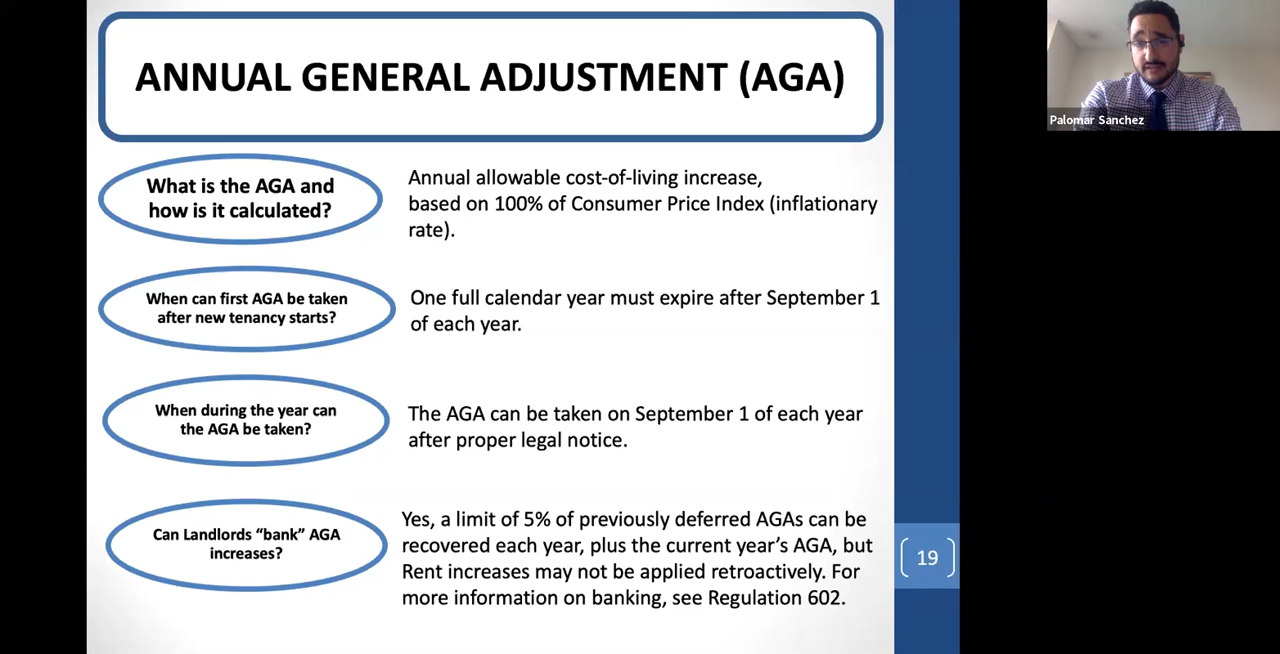 ANNUAL GENERAL ADJUSTMENT (AGA)
What is the AGA and
how is it calculated?
Annual allowable cost-of-living increase,
based on 100% of Consumer Price Index (inflationary
rate).
When can first AGA be taken
after new tenancy starts?
One full calendar year must expire after September 1
of each year.
When during the year can
the AGA be taken?
The AGA can be taken on September 1 of each year
after proper legal notice.
Can Landlords “bank” AGA
increases?
Yes, a limit of 5% of previously deferred AGAs can be
recovered each year, plus the current year’s AGA, but
Rent increases may not be applied retroactively. For
more information on banking, see Regulation 602.
19
Palomar Sanchez